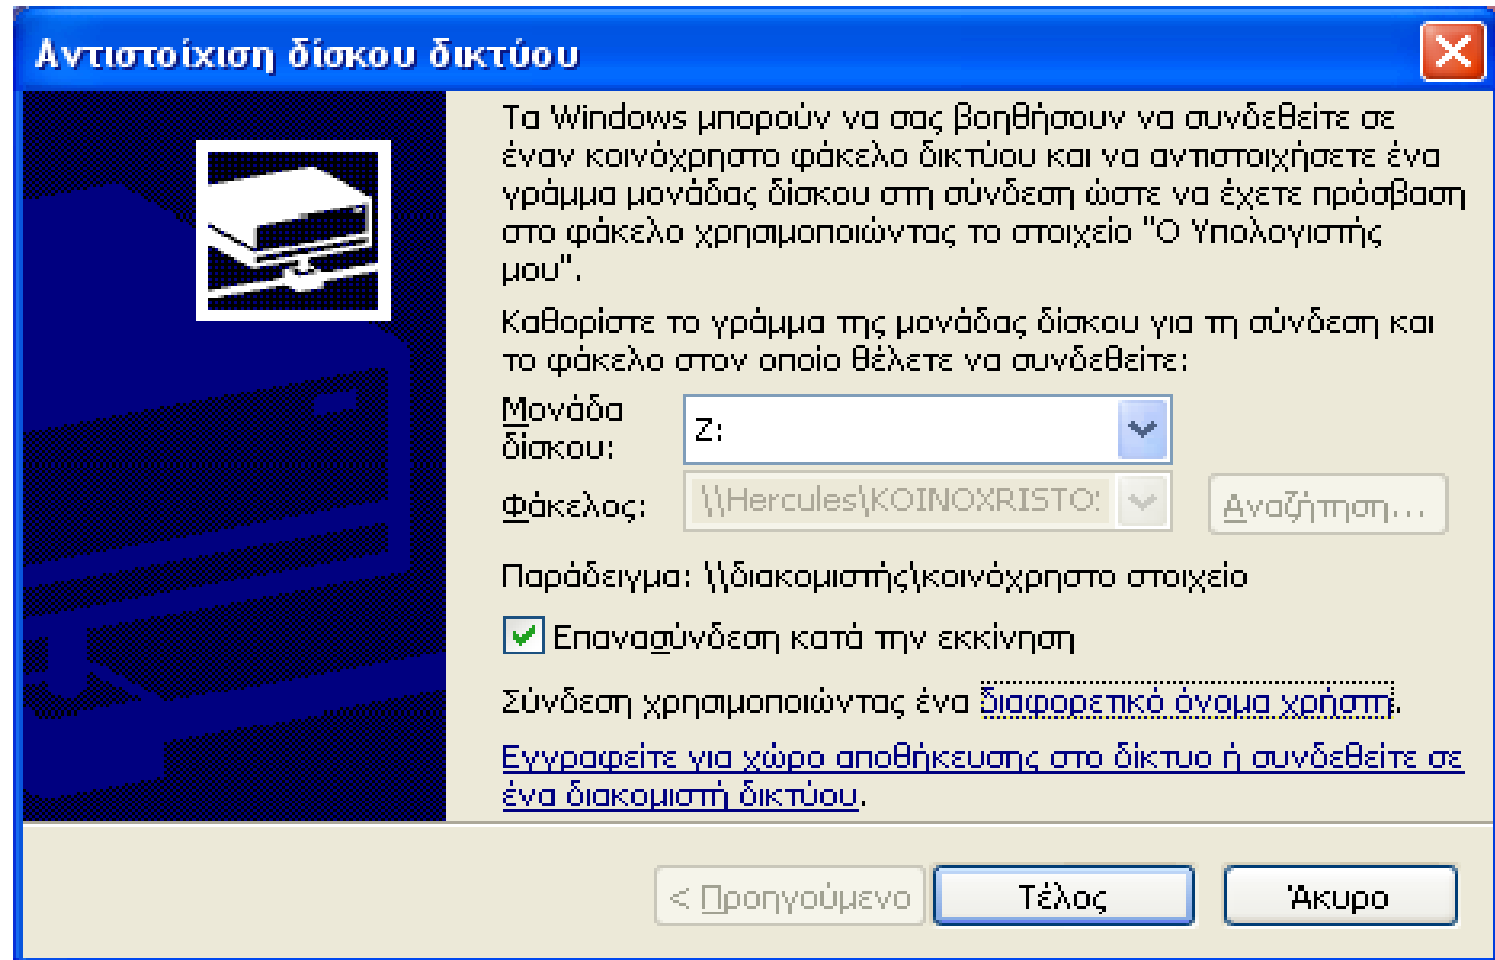 Αντιστοίχιση δίσκου δικτύου
Τα Windows μπορούν να σας βοηθήσουν να συνδεθείτε σε
έναν κοινόχρηστο φάκελο δικτύου και να αντιστοιχήσετε ένα
γράμμα μονάδας δίσκου στη σύνδεση ώστε να έχετε πρόσβαση
στο φάκελο χρησιμοποιώντας το στοιχείο "Ο Υπολογιστής
μου".
Καθορίστε το γράμμα της μονάδας δίσκου για τη σύνδεση και
το φάκελο στον οποίο θέλετε να συνδεθείτε:
Μονάδα
δίσκου:
Z:
Φάκελος: \\Hercules\KOINOXRISTOS Αναζήτηση...
Παράδειγμα: \\διακομιστής\κοινόχρηστο στοιχείο
Επανασύνδεση κατά την εκκίνηση
Σύνδεση χρησιμοποιώντας ένα διαφορετικό όνομα χρήστη.
Εγγραφείτε για χώρο αποθήκευσης στο δίκτυο ή συνδεθείτε σε
ένα διακομιστή δικτύου.
< Προηγούμενο Τέλος Άκυρο